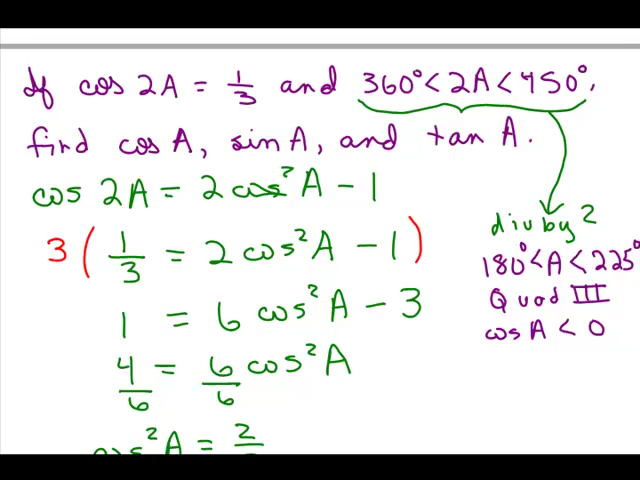 If cos 2A = 1/3 and 360° < 2A < 450°,
find cos A, sin A, and tan A.
cos 2A = 2cos² A − 1
3 ( 1/3 = 2 cos² A − 1 )
1 = 6 cos² A − 3
4/6 = 6/6 cos² A
cos² A = 2/
div by 2
180° < A < 225°
Quad III
cos A < 0